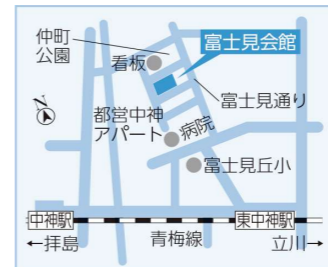 仲町
公園
看板
富士見会館
富士見通り
N
都営中神
アパート
病院
富士見丘小
中神駅
東中神駅
←拝島
青梅線
立川→